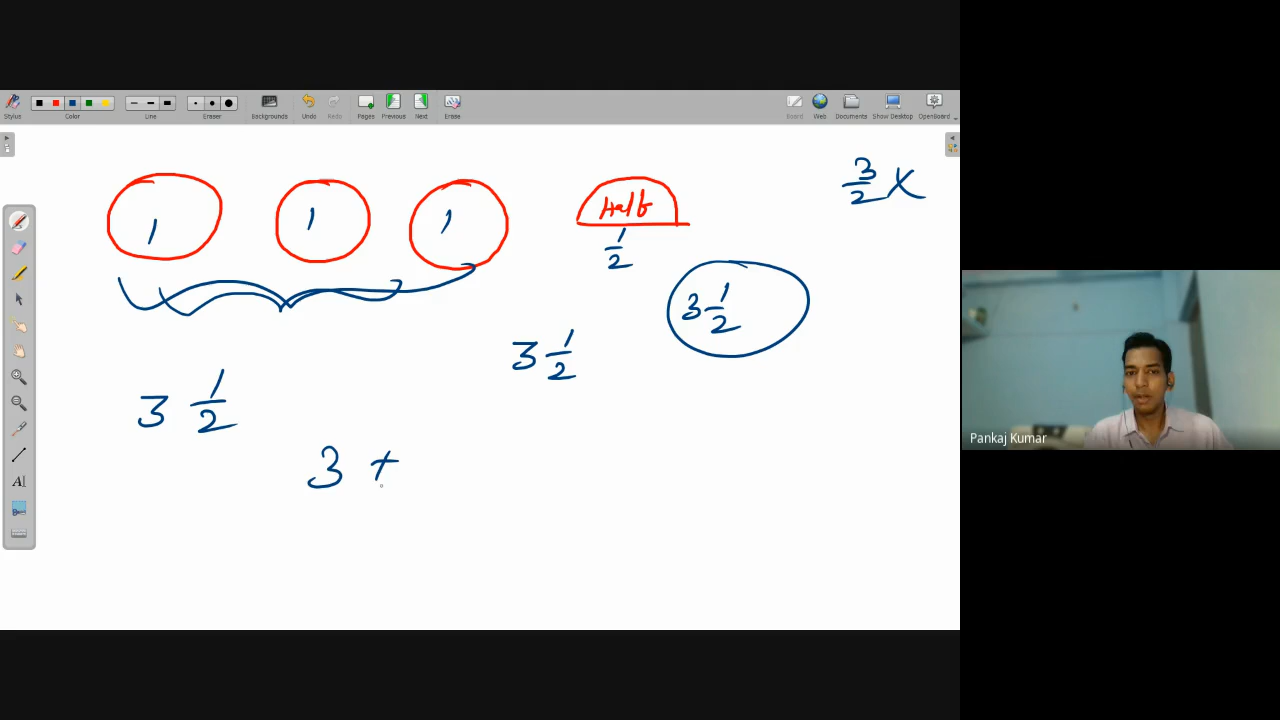 Stylus Color Line Eraser Backgrounds Undo Redo Pages Previous Next Erase Board Web Documents Show Desktop OpenBoard
3/2 X
1 1 1 Half
1/2
3 1/2
3 1/2
3 1/2
3 +
Pankaj Kumar